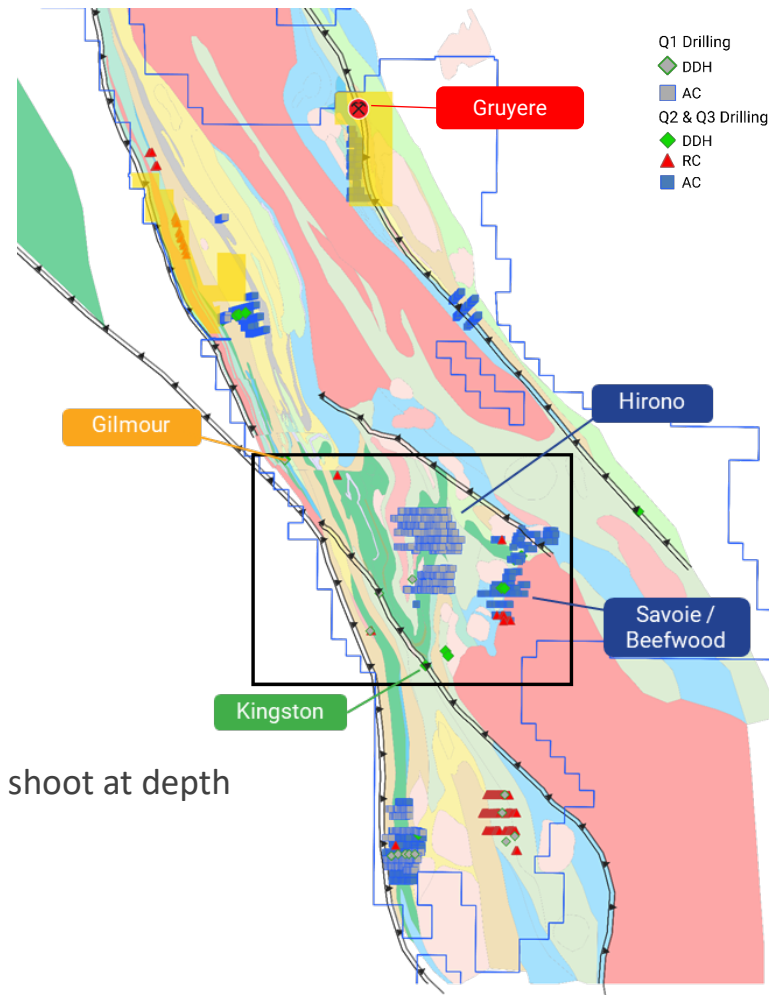 Q1 Drilling
DDH
AC
Q2 & Q3 Drilling
DDH
RC
AC
Gruyere
Hirono
Gilmour
Savoie /
Beefwood
Kingston
shoot at depth